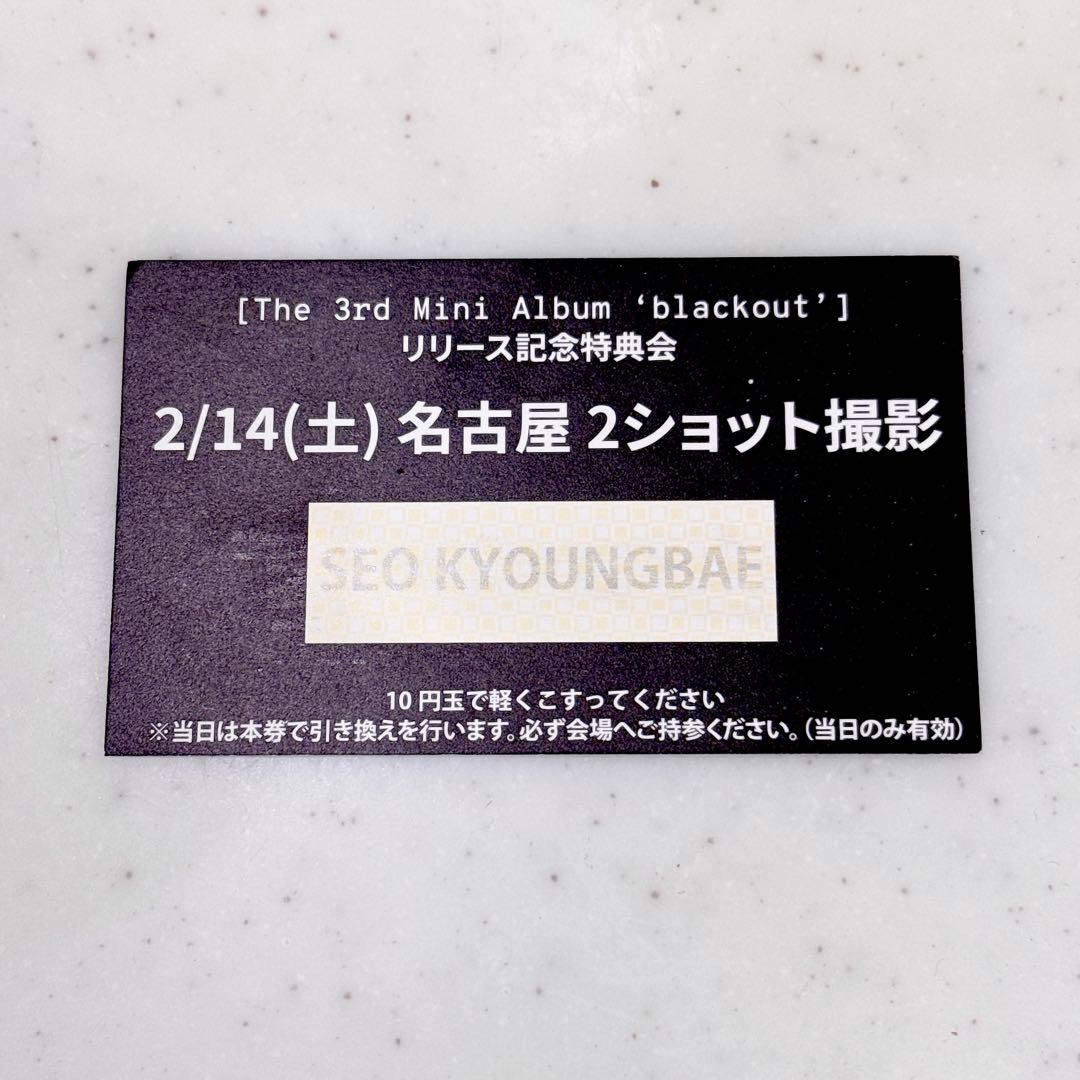 [The 3rd Mini Album ‘blackout’]
リリース記念特典会
2/14(土) 名古屋 2ショット撮影
SEO KYOUNGBAE
10円玉で軽くこすってください
※当日は本券で引き換えを行います。必ず会場へご持参ください。(当日のみ有効)